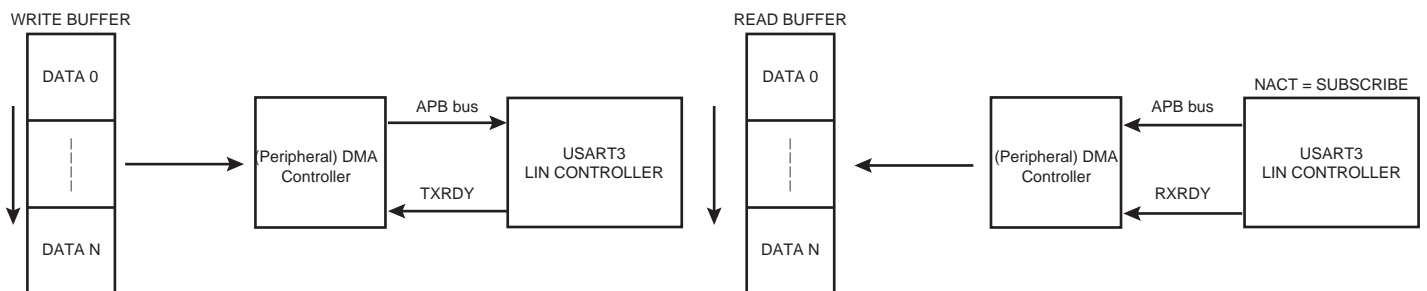 WRITE BUFFER
DATA 0
DATA N
(Peripheral) DMA
Controller
APB bus
TXRDY
USART3
LIN CONTROLLER
READ BUFFER
DATA 0
DATA N
(Peripheral) DMA
Controller
APB bus
RXRDY
NACT = SUBSCRIBE
USART3
LIN CONTROLLER